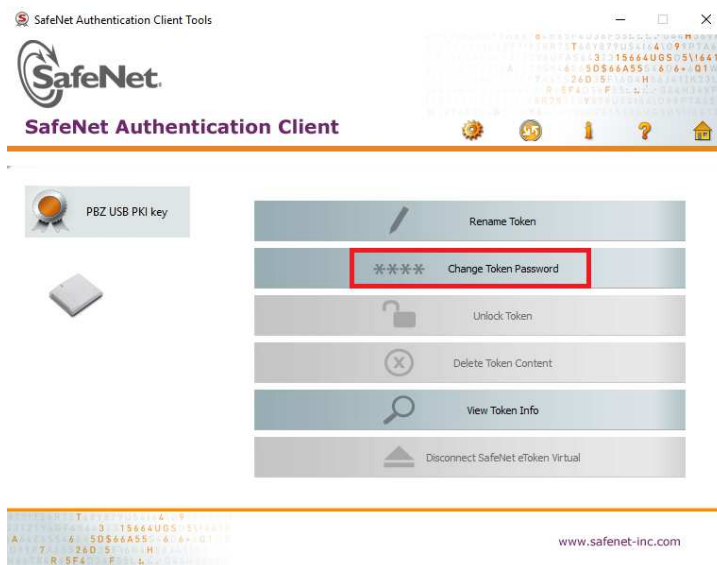 SafeNet Authentication Client Tools
SafeNet.
SafeNet Authentication Client
PBZ USB PKI key
Rename Token
**** Change Token Password
Unlock Token
Delete Token Content
View Token Info
Disconnect SafeNet eToken Virtual
www.safenet-inc.com